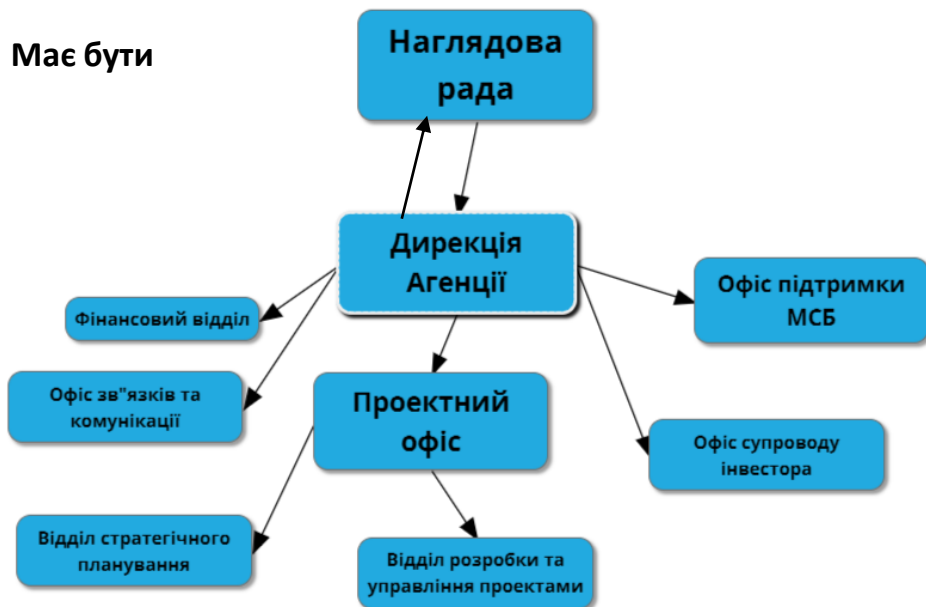 Має бути
Наглядова
рада
Дирекція
Агенції
Офіс підтримки
МСБ
Фінансовий відділ
Офіс зв"язків та
комунікації
Проектний
офіс
Офіс супроводу
інвестора
Відділ стратегічного
планування
Відділ розробки та
управління проектами